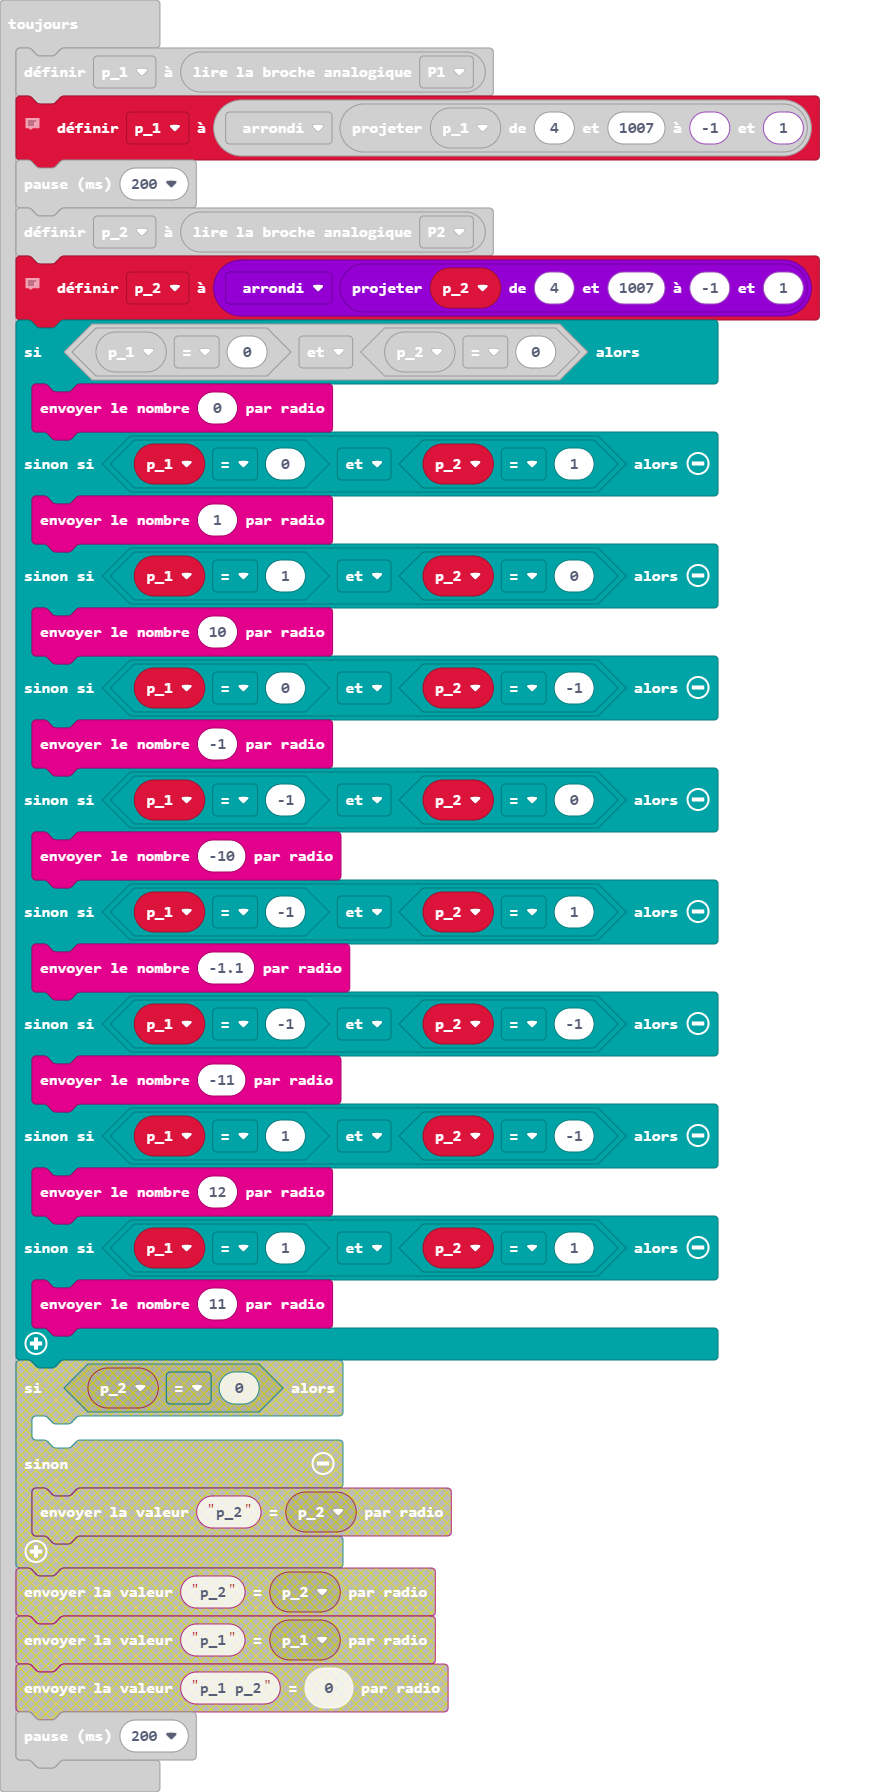 toujours
définir p_1 à lire la broche analogique P1
définir p_1 à arrondi projeter p_1 de 4 et 1007 à -1 et 1
pause (ms) 200
définir p_2 à lire la broche analogique P2
définir p_2 à arrondi projeter p_2 de 4 et 1007 à -1 et 1
si p_1 = 0 et p_2 = 0 alors
envoyer le nombre 0 par radio
sinon si p_1 = 0 et p_2 = 1 alors
envoyer le nombre 1 par radio
sinon si p_1 = 1 et p_2 = 0 alors
envoyer le nombre 10 par radio
sinon si p_1 = 0 et p_2 = -1 alors
envoyer le nombre -1 par radio
sinon si p_1 = -1 et p_2 = 0 alors
envoyer le nombre -10 par radio
sinon si p_1 = -1 et p_2 = 1 alors
envoyer le nombre -1.1 par radio
sinon si p_1 = -1 et p_2 = -1 alors
envoyer le nombre -11 par radio
sinon si p_1 = 1 et p_2 = -1 alors
envoyer le nombre 12 par radio
sinon si p_1 = 1 et p_2 = 1 alors
envoyer le nombre 11 par radio
si p_2 = 0 alors
sinon
envoyer la valeur "p_2" = p_2 par radio
envoyer la valeur "p_2" = p_2 par radio
envoyer la valeur "p_1" = p_1 par radio
envoyer la valeur "p_1 p_2" = 0 par radio
pause (ms) 200